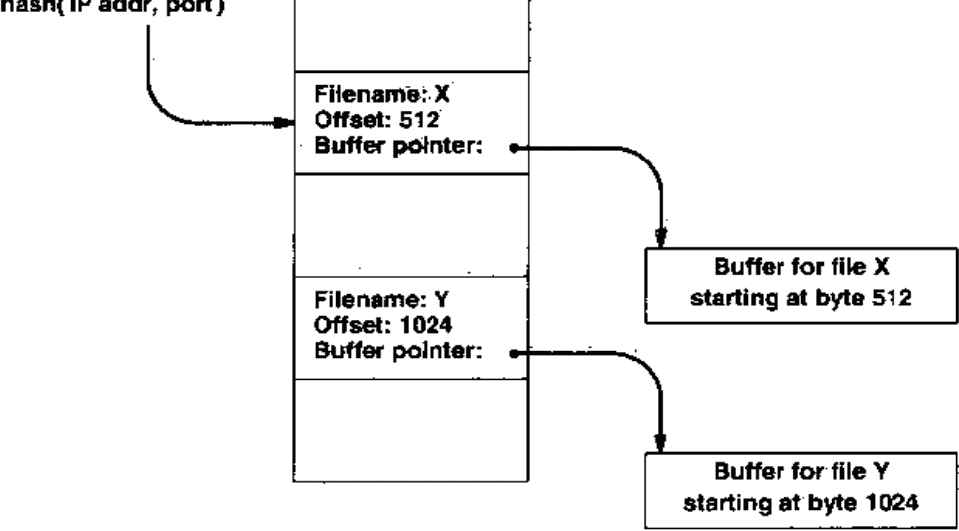 hash( IP addr, port )
Filename: X
Offset: 512
Buffer pointer:
Buffer for file X
starting at byte 512
Filename: Y
Offset: 1024
Buffer pointer:
Buffer for file Y
starting at byte 1024